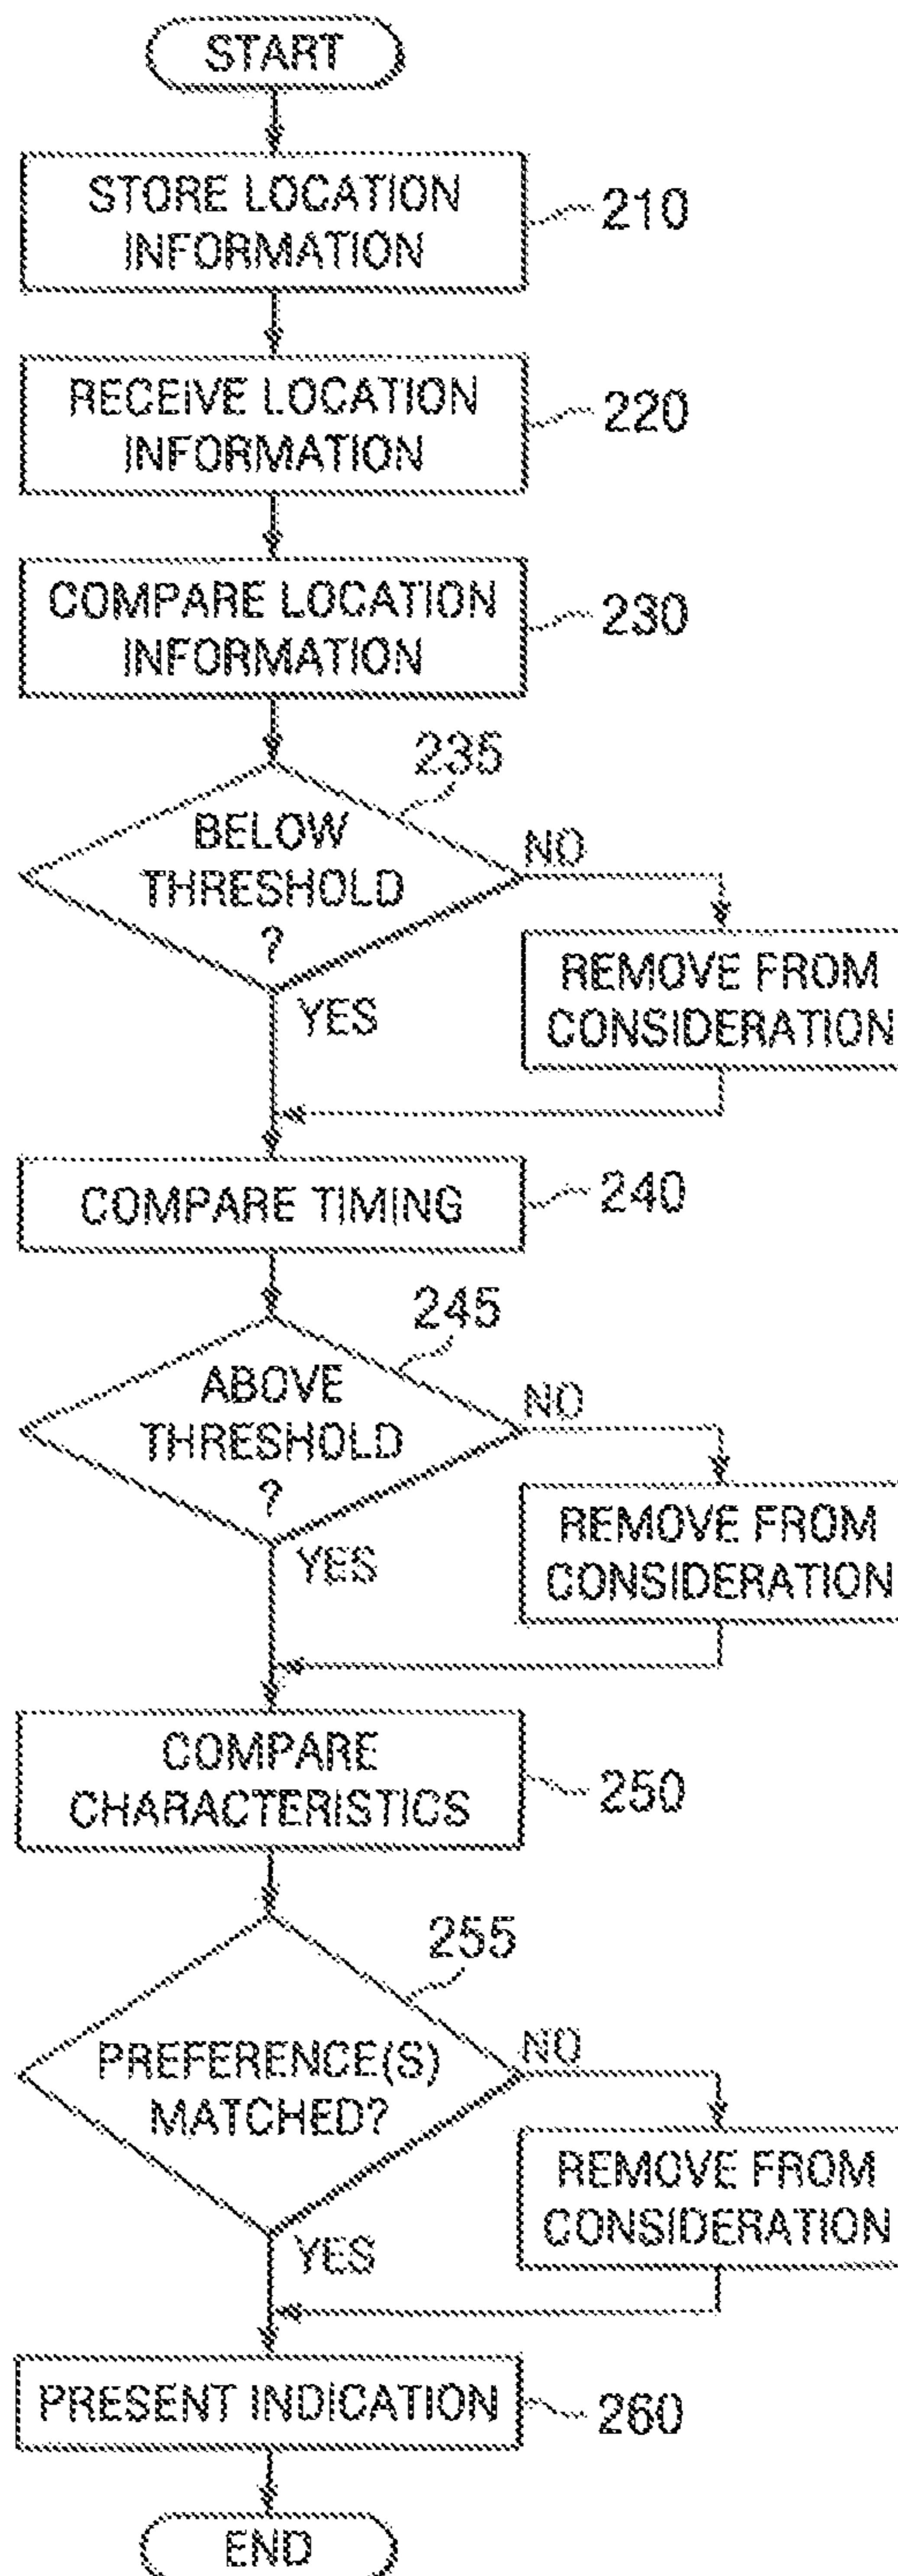 START
STORE LOCATION
INFORMATION
210
RECEIVE LOCATION
INFORMATION
220
COMPARE LOCATION
INFORMATION
230
235
BELOW
THRESHOLD
?
NO
REMOVE FROM
CONSIDERATION
YES
COMPARE TIMING
240
245
ABOVE
THRESHOLD
?
NO
REMOVE FROM
CONSIDERATION
YES
COMPARE
CHARACTERISTICS
250
255
PREFERENCE(S)
MATCHED?
NO
REMOVE FROM
CONSIDERATION
YES
PRESENT INDICATION
260
END